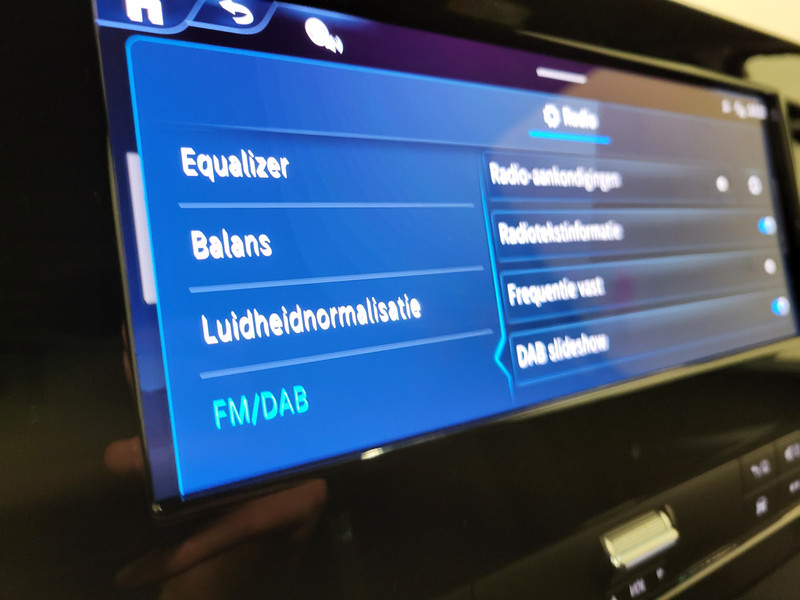 Radio
Equalizer
Balans
Luidheidnormalisatie
FM/DAB
Radio-aankondigingen
Radiotekstinformatie
Frequentie vast
DAB slideshow